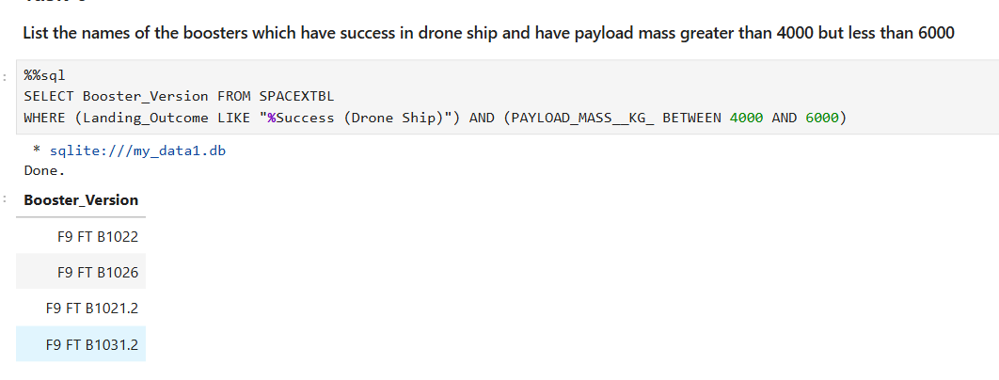 List the names of the boosters which have success in drone ship and have payload mass greater than 4000 but less than 6000
: %%sql
SELECT Booster_Version FROM SPACEXTBL
WHERE (Landing_Outcome LIKE "%Success (Drone Ship)") AND (PAYLOAD_MASS__KG_ BETWEEN 4000 AND 6000)
* sqlite:///my_data1.db
Done.
: Booster_Version
F9 FT B1022
F9 FT B1026
F9 FT B1021.2
F9 FT B1031.2